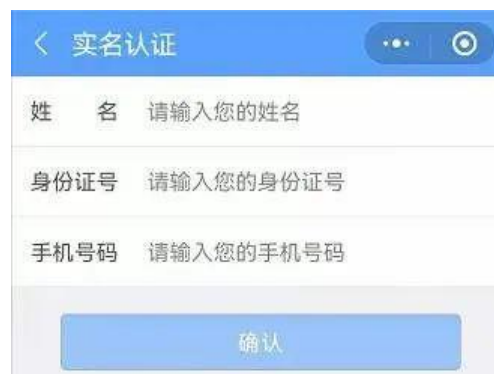 实名认证
姓 名 请输入您的姓名
身份证号 请输入您的身份证号
手机号码 请输入您的手机号码
确认